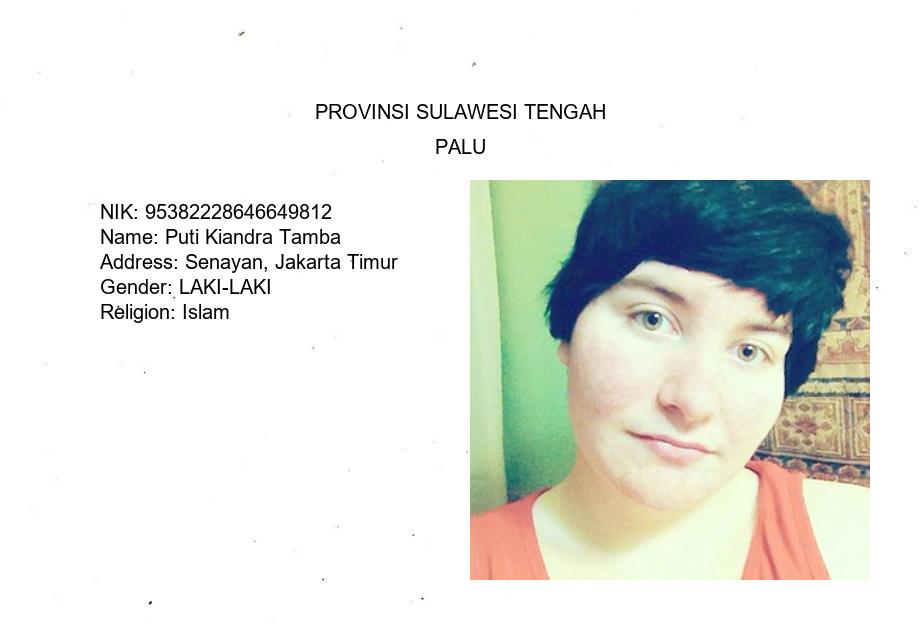 PROVINSI SULAWESI TENGAH
PALU
NIK: 95382228646649812
Name: Puti Kiandra Tamba
Address: Senayan, Jakarta Timur
Gender: LAKI-LAKI
Religion: Islam